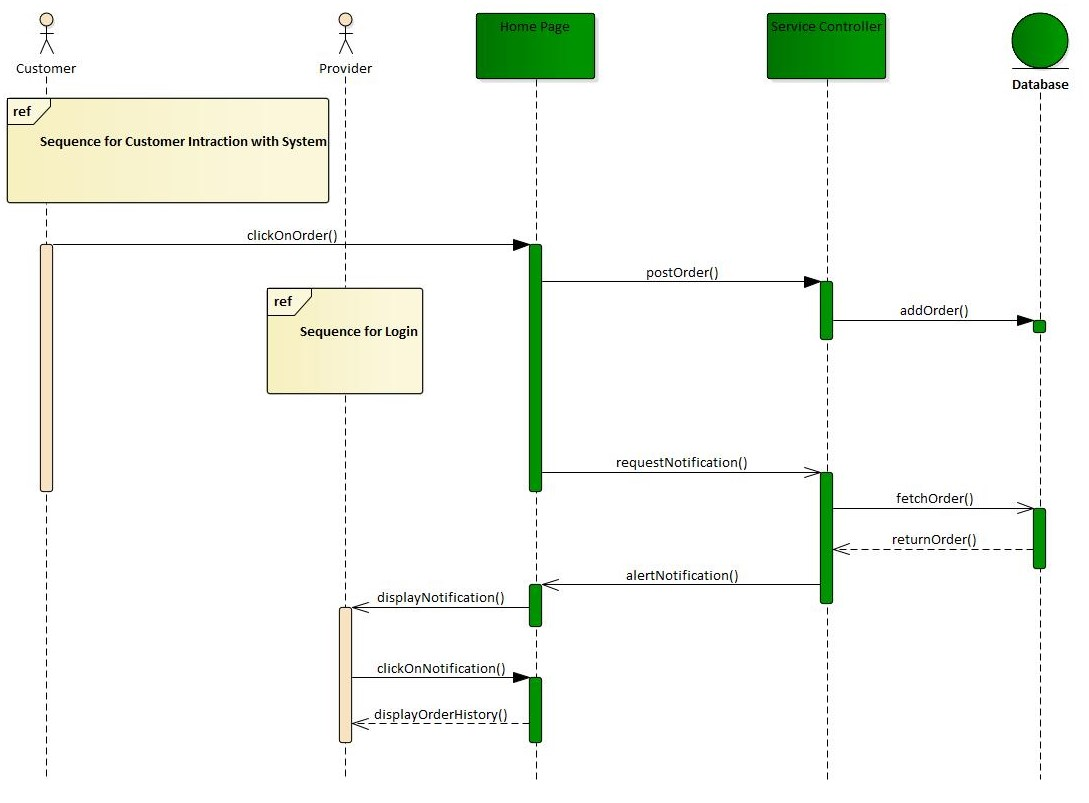 Customer
Provider
Home Page
Service Controller
Database
ref
Sequence for Customer Intraction with System
clickOnOrder()
postOrder()
ref
Sequence for Login
addOrder()
requestNotification()
fetchOrder()
returnOrder()
alertNotification()
displayNotification()
clickOnNotification()
displayOrderHistory()